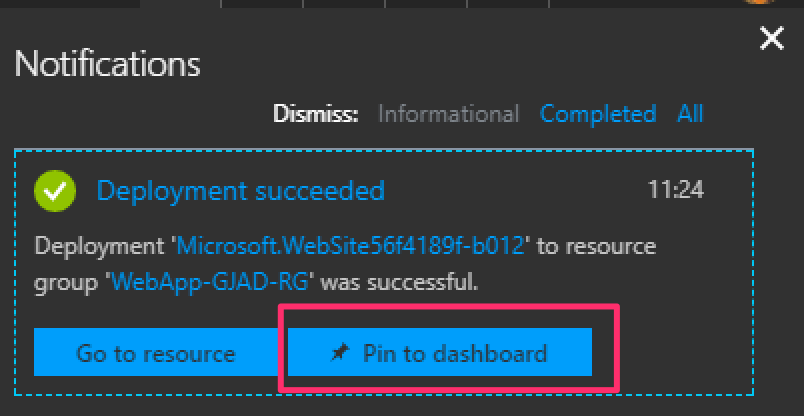 Notifications
Dismiss: Informational Completed All
Deployment succeeded 11:24
Deployment 'Microsoft.WebSite56f4189f-b012' to resource
group 'WebApp-GJAD-RG' was successful.
Go to resource Pin to dashboard